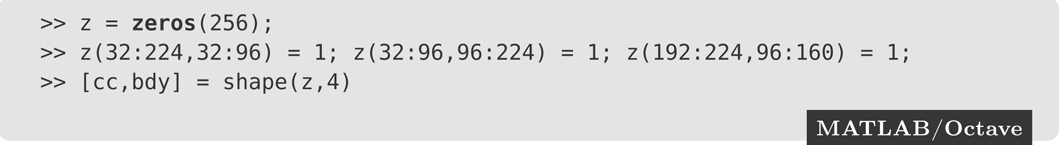 >> z = zeros(256);
>> z(32:224,32:96) = 1; z(32:96,96:224) = 1; z(192:224,96:160) = 1;
>> [cc,bdy] = shape(z,4)
MATLAB/Octave